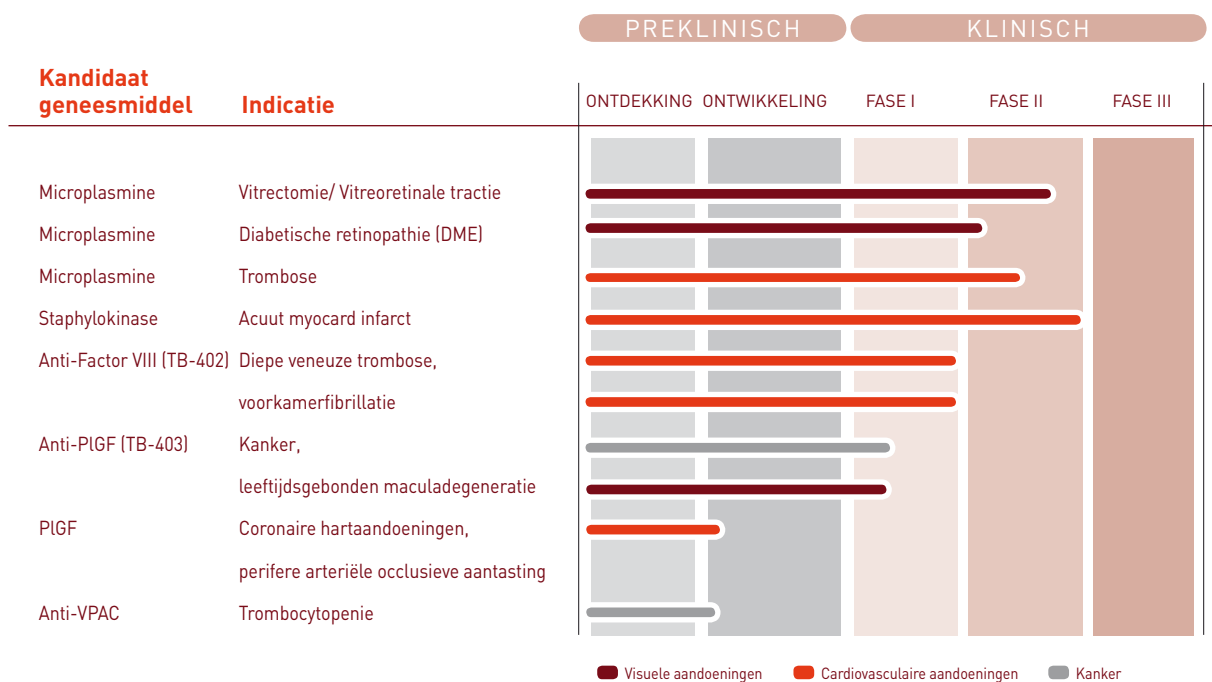 PREKLINISCH KLINISCH
Kandidaat
geneesmiddel Indicatie
ONTDEKKING ONTWIKKELING FASE I FASE II FASE III
Microplasmine Vitrectomie/ Vitreoretinale tractie
Microplasmine Diabetische retinopathie (DME)
Microplasmine Trombose
Staphylokinase Acuut myocard infarct
Anti-Factor VIII (TB-402) Diepe veneuze trombose,
voorkamerfibrillatie
Anti-PlGF (TB-403) Kanker,
leeftijdsgebonden maculadegeneratie
PlGF Coronaire hartaandoeningen,
perifere arteriële occlusieve aantasting
Anti-VPAC Trombocytopenie
Visuele aandoeningen Cardiovasculaire aandoeningen Kanker